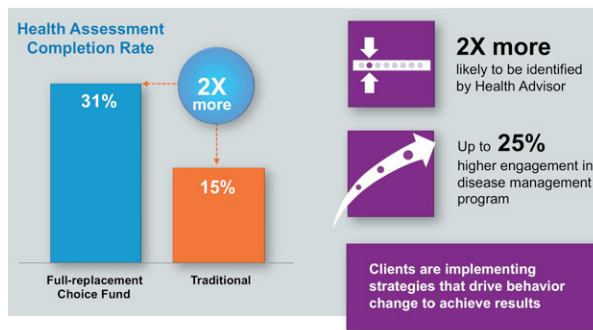 Health Assessment
Completion Rate
2X
more
31%
15%
Full-replacement
Choice Fund
Traditional
2X more
likely to be identified
by Health Advisor
Up to 25%
higher engagement in
disease management
program
Clients are implementing
strategies that drive behavior
change to achieve results